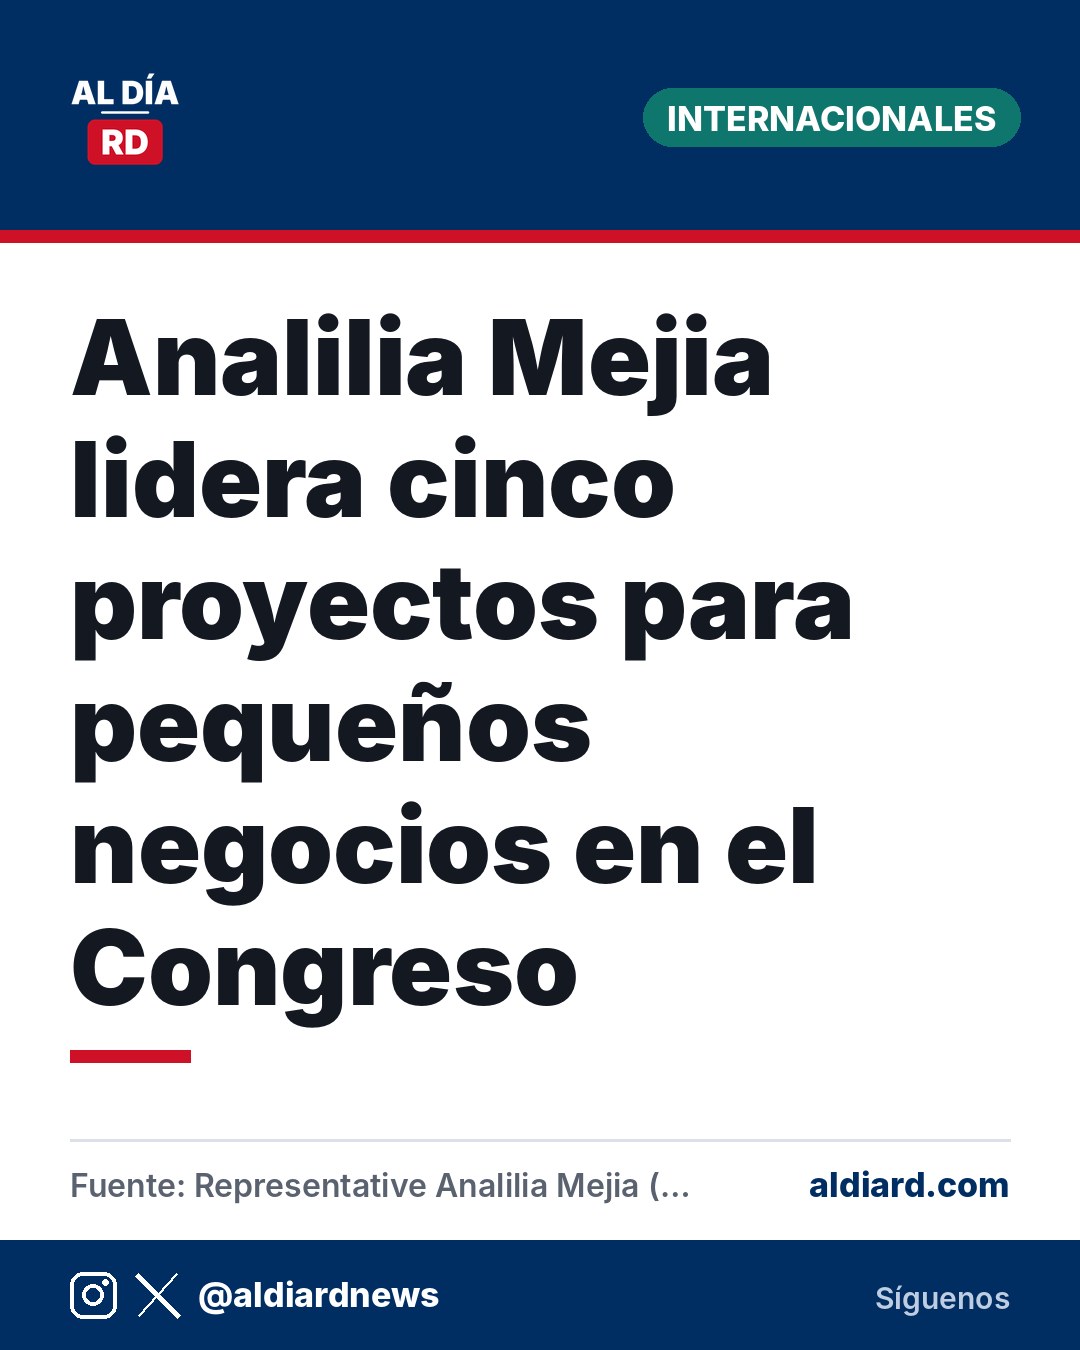 AL DÍA
RD
INTERNACIONALES
Analilia Mejia
lidera cinco
proyectos para
pequeños
negocios en el
Congreso
Fuente: Representative Analilia Mejia (...
aldiard.com
@aldiardnews
Síguenos